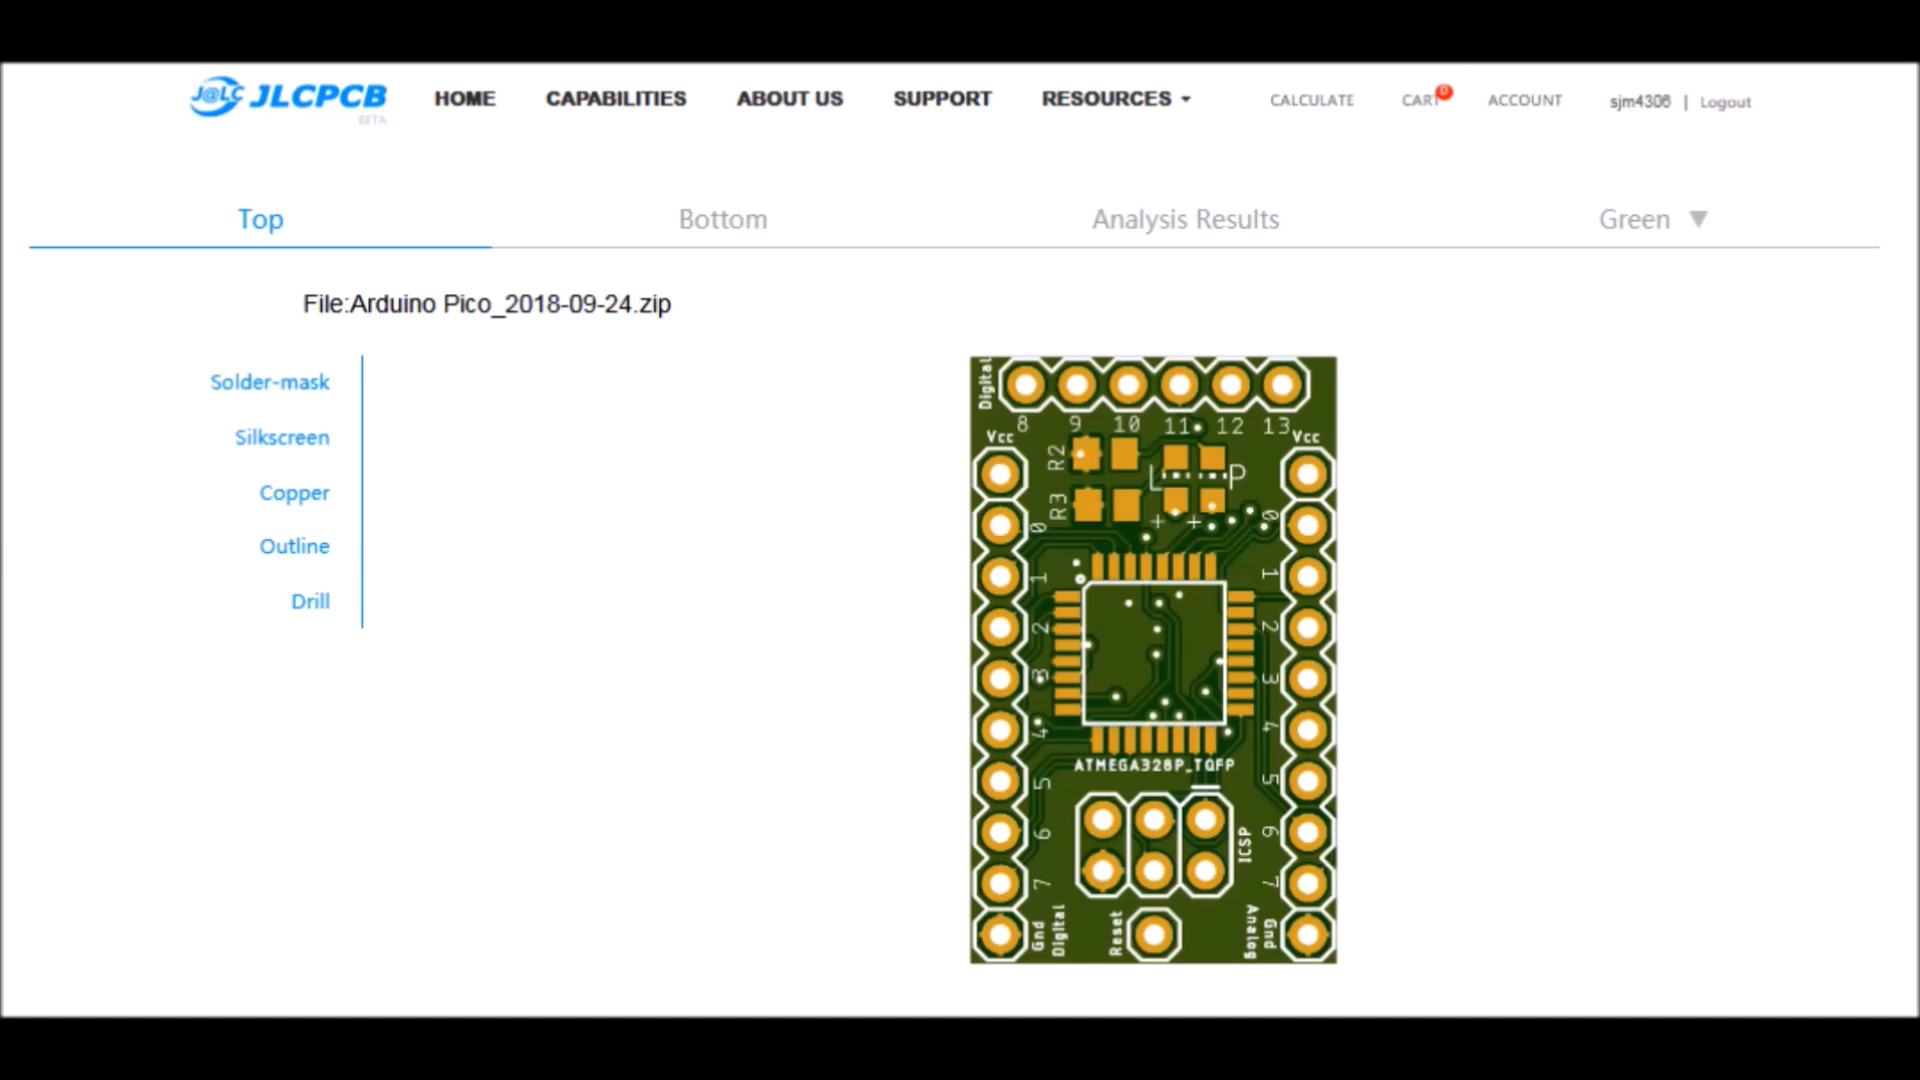 J@LC JLCPCB
BETA
HOME CAPABILITIES ABOUT US SUPPORT RESOURCES CALCULATE CART 0 ACCOUNT sjm4306 | Logout
Top Bottom Analysis Results Green
File:Arduino Pico_2018-09-24.zip
Solder-mask
Silkscreen
Copper
Outline
Drill
Digital
8 9 10 11 12 13
Vcc Vcc
R2
L P
R3
+ +
0 0
1 1
2 2
3 3
4 4
ATMEGA328P_TQFP
5 5
6 6
ICSP
7 7
Gnd Digital Reset Analog Gnd